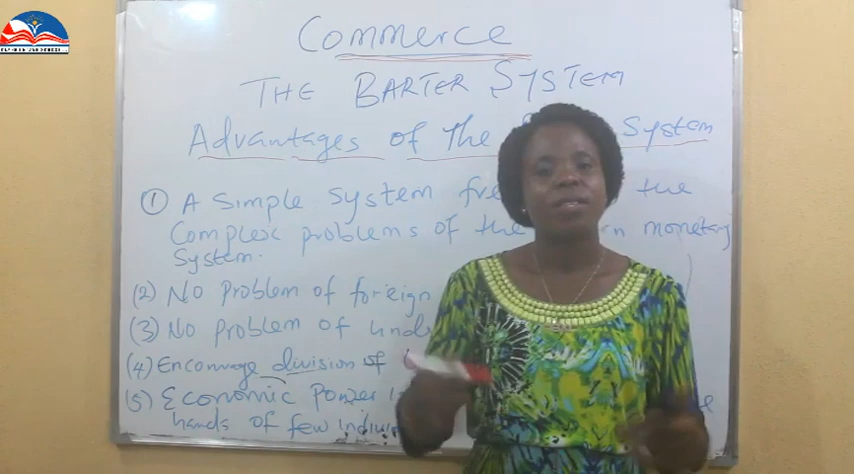 Commerce
THE BARTER SYSTEM
Advantages of the System
(1) A Simple system the
Complex problems of the monetary
System.
(2) No problem of foreign
(3) No problem of
(4) Encourage division of
(5) Economic Power
hands of few